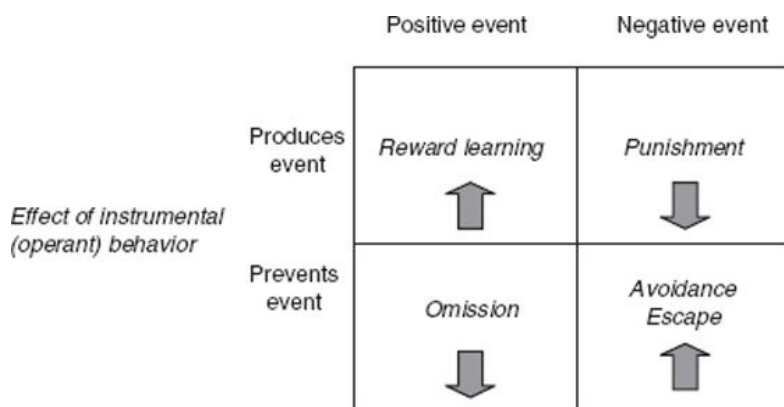 Positive event
Negative event
Produces
event
Reward learning
Punishment
Effect of instrumental
(operant) behavior
Prevents
event
Omission
Avoidance
Escape